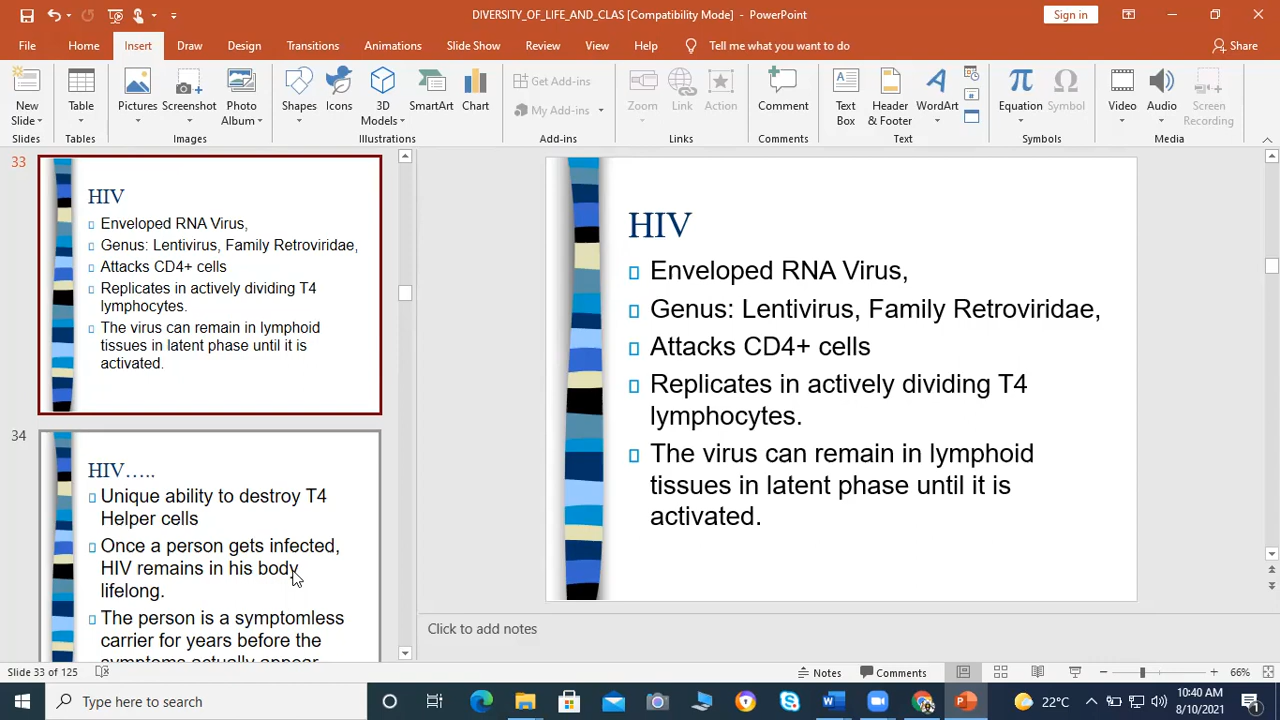 DIVERSITY_OF_LIFE_AND_CLAS [Compatibility Mode] - PowerPoint
Sign in
File Home Insert Draw Design Transitions Animations Slide Show Review View Help Tell me what you want to do Share
New Slide Table Pictures Screenshot Photo Album Shapes Icons 3D Models SmartArt Chart Get Add-ins My Add-ins Zoom Link Action Comment Text Box Header & Footer WordArt Equation Symbol Video Audio Screen Recording
Slides Tables Images Illustrations Add-ins Links Comments Text Symbols Media
33
HIV
Enveloped RNA Virus,
Genus: Lentivirus, Family Retroviridae,
Attacks CD4+ cells
Replicates in actively dividing T4
lymphocytes.
The virus can remain in lymphoid
tissues in latent phase until it is
activated.
34
HIV…..
Unique ability to destroy T4
Helper cells
Once a person gets infected,
HIV remains in his body
lifelong.
The person is a symptomless
carrier for years before the
symptoms actually appear
HIV
Enveloped RNA Virus,
Genus: Lentivirus, Family Retroviridae,
Attacks CD4+ cells
Replicates in actively dividing T4
lymphocytes.
The virus can remain in lymphoid
tissues in latent phase until it is
activated.
Click to add notes
Slide 33 of 125 Notes Comments 66%
Type here to search
22°C
10:40 AM
8/10/2021
1